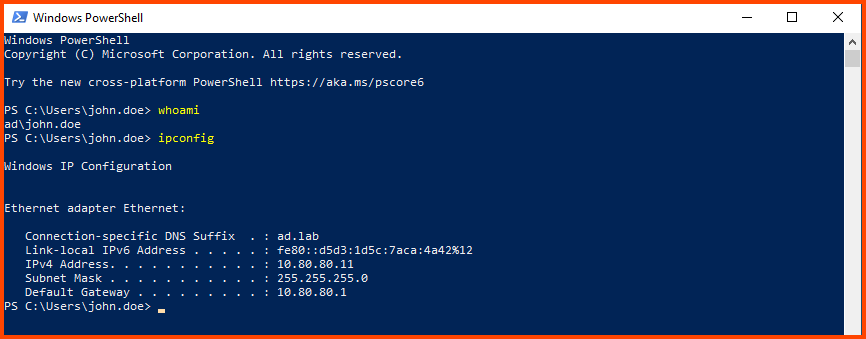 Windows PowerShell
Windows PowerShell
Copyright (C) Microsoft Corporation. All rights reserved.
Try the new cross-platform PowerShell https://aka.ms/pscore6
PS C:\Users\john.doe> whoami
ad\john.doe
PS C:\Users\john.doe> ipconfig
Windows IP Configuration
Ethernet adapter Ethernet:
   Connection-specific DNS Suffix  . : ad.lab
   Link-local IPv6 Address . . . . . : fe80::d5d3:1d5c:7aca:4a42%12
   IPv4 Address. . . . . . . . . . . : 10.80.80.11
   Subnet Mask . . . . . . . . . . . : 255.255.255.0
   Default Gateway . . . . . . . . . : 10.80.80.1
PS C:\Users\john.doe>